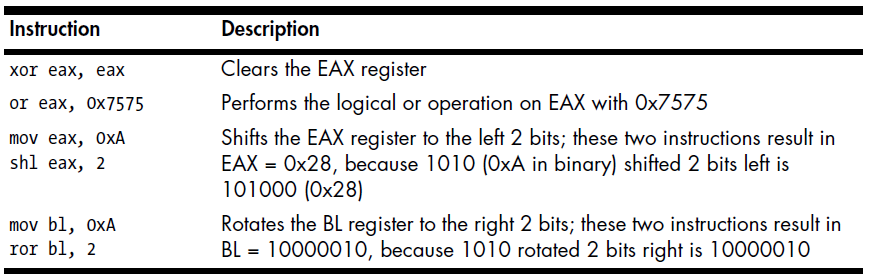 Instruction Description
xor eax, eax Clears the EAX register
or eax, 0x7575 Performs the logical or operation on EAX with 0x7575
mov eax, 0xA Shifts the EAX register to the left 2 bits; these two instructions result in
shl eax, 2 EAX = 0x28, because 1010 (0xA in binary) shifted 2 bits left is
101000 (0x28)
mov bl, 0xA Rotates the BL register to the right 2 bits; these two instructions result in
ror bl, 2 BL = 10000010, because 1010 rotated 2 bits right is 10000010